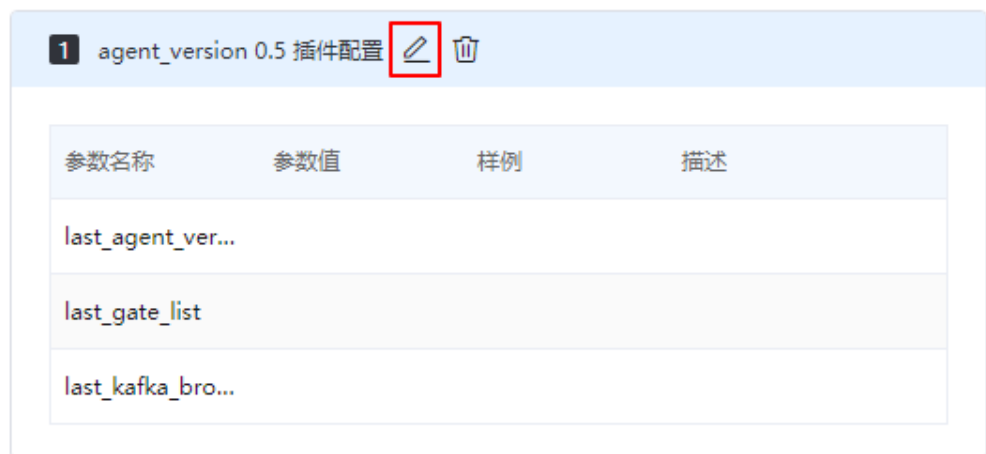 1 agent_version 0.5 插件配置
参数名称 参数值 样例 描述
last_agent_ver...
last_gate_list
last_kafka_bro...